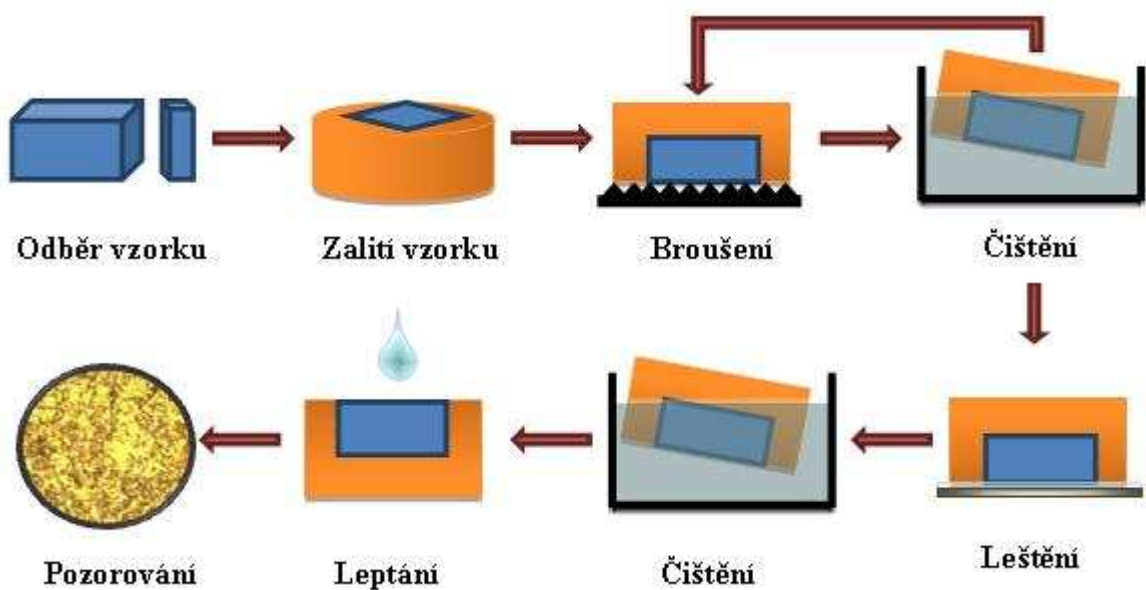 Odběr vzorku
Zalití vzorku
Broušení
Čištění
Leštění
Čištění
Leptání
Pozorování